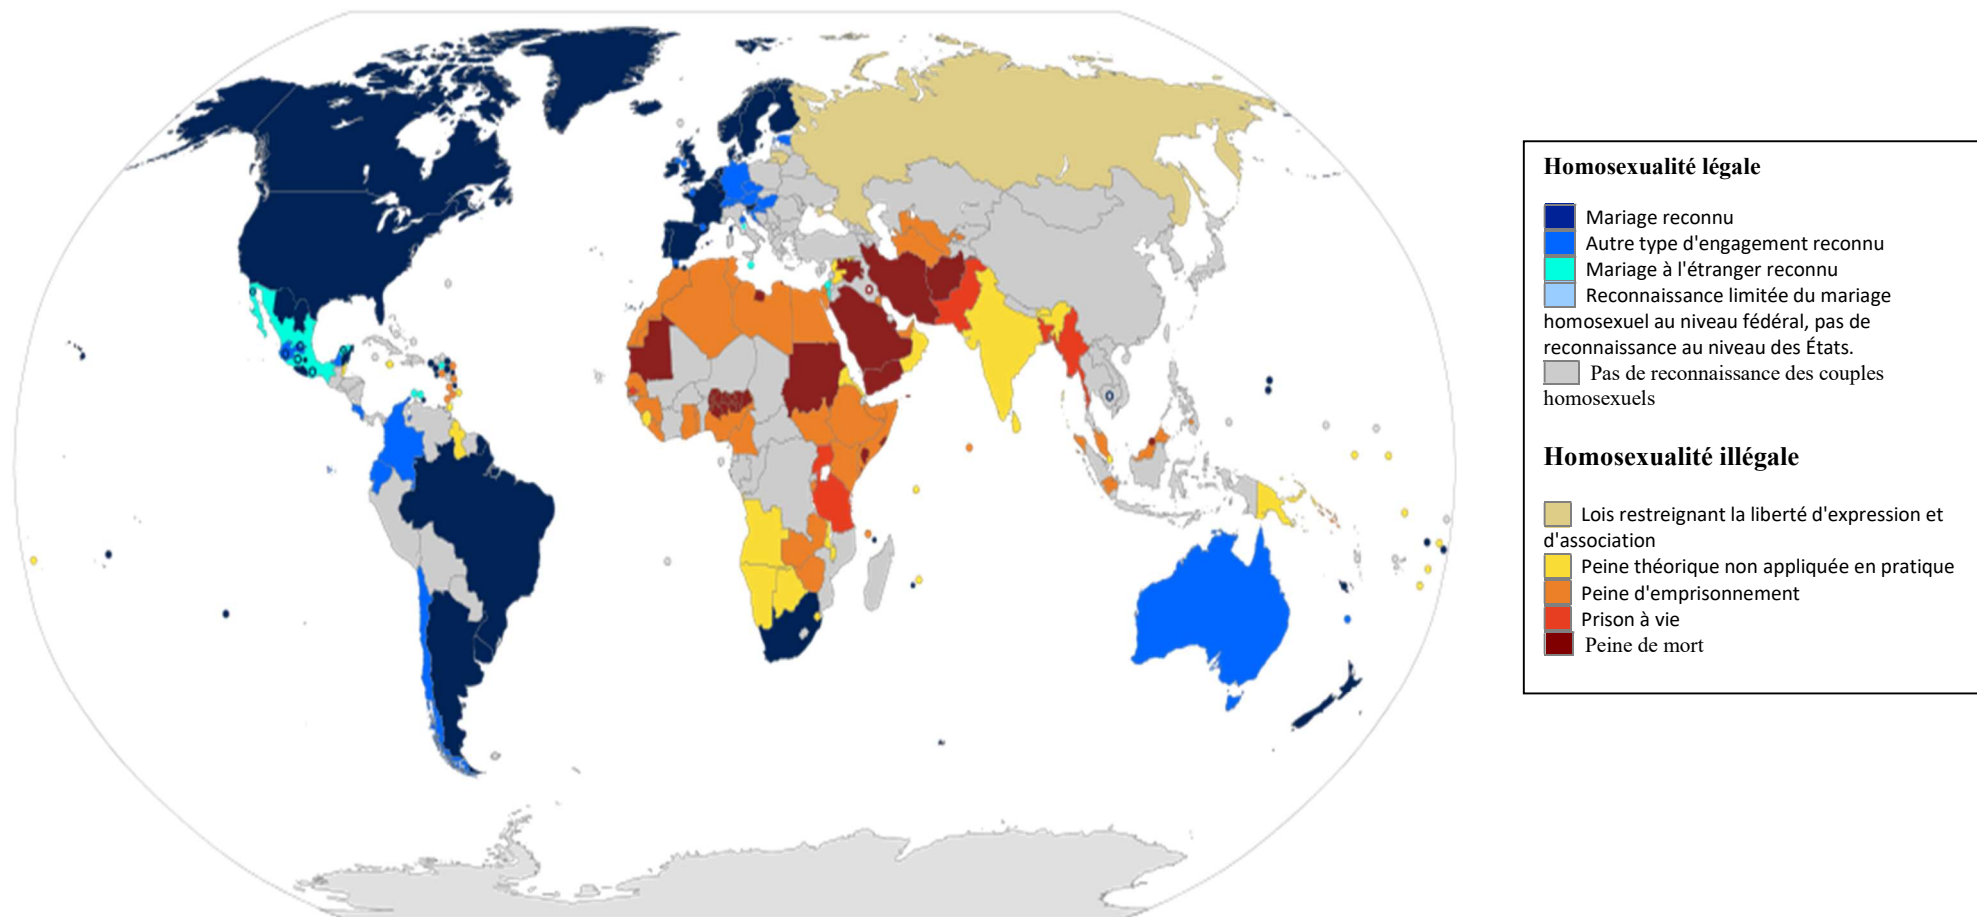 Homosexualité légale
Mariage reconnu
Autre type d'engagement reconnu
Mariage à l'étranger reconnu
Reconnaissance limitée du mariage
homosexuel au niveau fédéral, pas de
reconnaissance au niveau des États.
Pas de reconnaissance des couples
homosexuels
Homosexualité illégale
Lois restreignant la liberté d'expression et
d'association
Peine théorique non appliquée en pratique
Peine d'emprisonnement
Prison à vie
Peine de mort